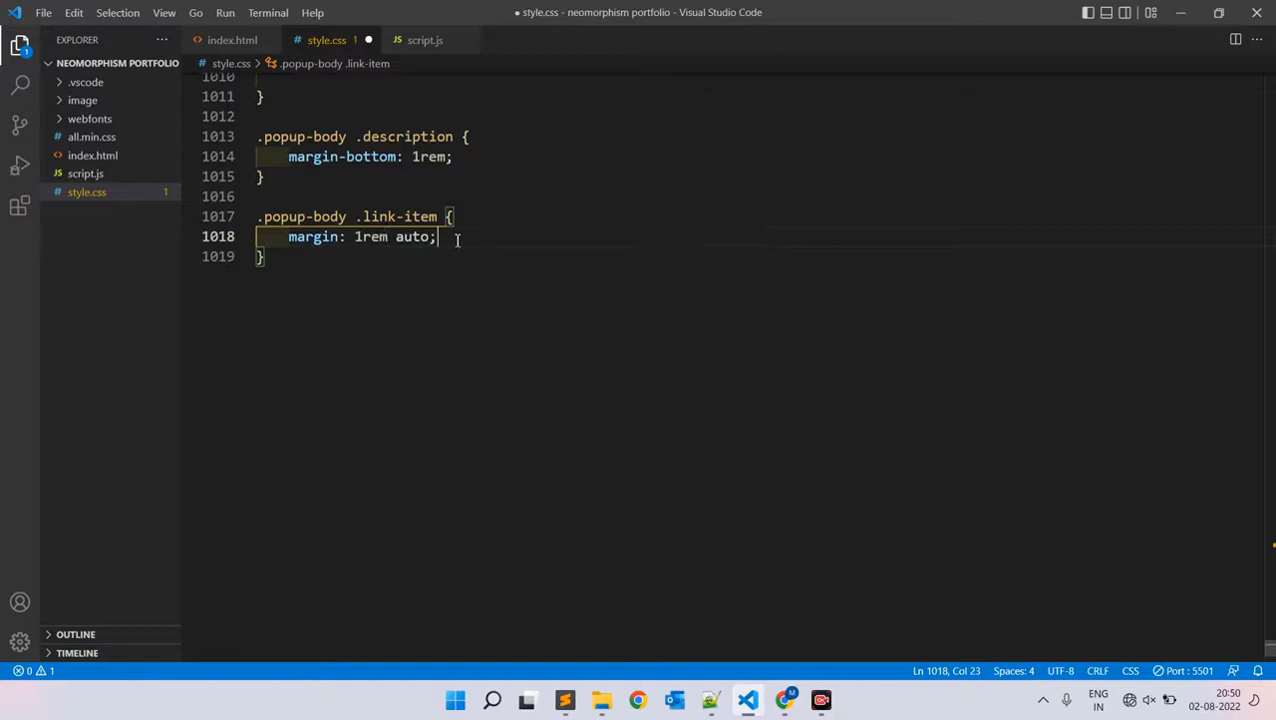 File Edit Selection View Go Run Terminal Help
● style.css - neomorphism portfolio - Visual Studio Code
EXPLORER ···
NEOMORPHISM PORTFOLIO
.vscode
image
webfonts
# all.min.css
<> index.html
JS script.js
# style.css 1
OUTLINE
TIMELINE
<> index.html # style.css 1 ● JS script.js
# style.css > .popup-body .link-item
1010
1011 }
1012
1013 .popup-body .description {
1014 margin-bottom: 1rem;
1015 }
1016
1017 .popup-body .link-item {
1018 margin: 1rem auto;
1019 }
0 1 Ln 1018, Col 23 Spaces: 4 UTF-8 CRLF CSS Port : 5501
ENG 20:50
IN 02-08-2022